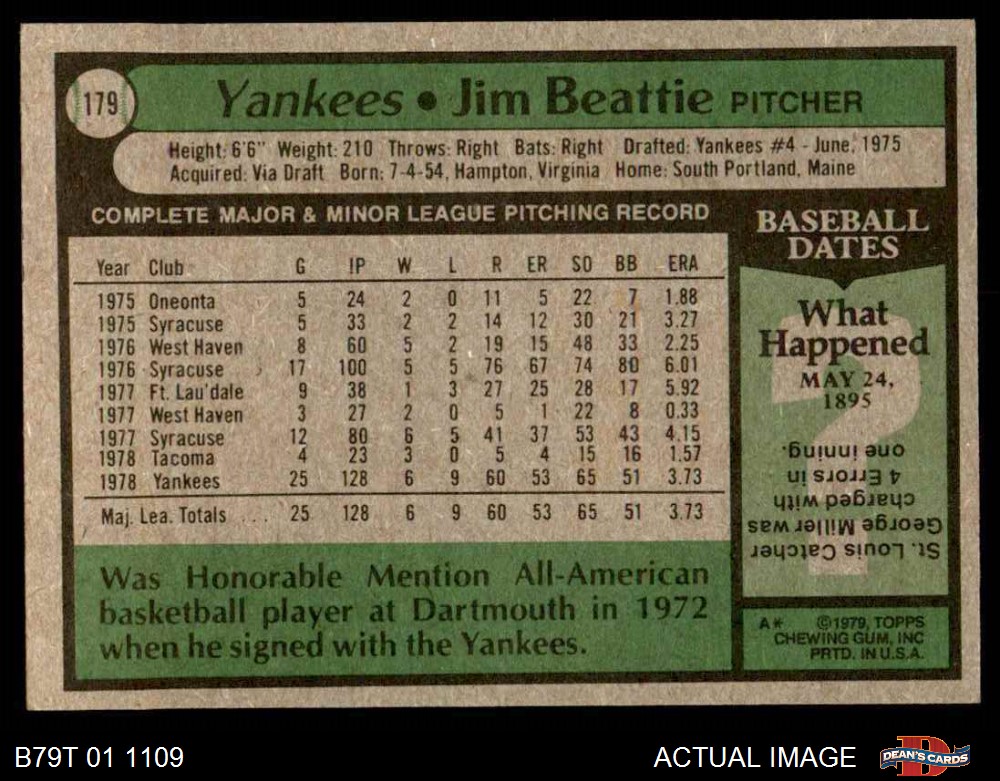 179
Yankees • Jim Beattie PITCHER
Height: 6'6" Weight: 210 Throws: Right Bats: Right Drafted: Yankees #4 - June, 1975
Acquired: Via Draft Born: 7-4-54, Hampton, Virginia Home: South Portland, Maine
COMPLETE MAJOR & MINOR LEAGUE PITCHING RECORD
Year Club G IP W L R ER SO BB ERA
1975 Oneonta 5 24 2 0 11 5 22 7 1.88
1975 Syracuse 5 33 2 2 14 12 30 21 3.27
1976 West Haven 8 60 5 2 19 15 48 33 2.25
1976 Syracuse 17 100 5 5 76 67 74 80 6.01
1977 Ft. Lau'dale 9 38 1 3 27 25 28 17 5.92
1977 West Haven 3 27 2 0 5 1 22 8 0.33
1977 Syracuse 12 80 6 5 41 37 53 43 4.15
1978 Tacoma 4 23 3 0 5 4 15 16 1.57
1978 Yankees 25 128 6 9 60 53 65 51 3.73
Maj. Lea. Totals ... 25 128 6 9 60 53 65 51 3.73
Was Honorable Mention All-American
basketball player at Dartmouth in 1972
when he signed with the Yankees.
BASEBALL
DATES
What
Happened
MAY 24,
1895
?
St. Louis Catcher
George Miller was
charged with
4 Errors in
one inning.
A* ©1979, TOPPS
CHEWING GUM, INC
PRTD. IN U.S.A.
B79T 01 1109
ACTUAL IMAGE
DEAN'S CARDS